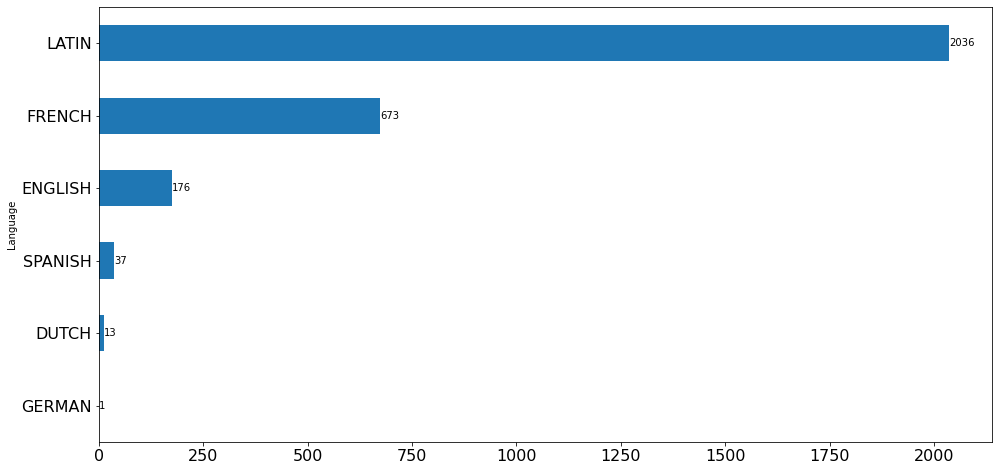 LATIN
2036
FRENCH
673
ENGLISH
176
SPANISH
37
DUTCH
13
GERMAN
1
Language
0 250 500 750 1000 1250 1500 1750 2000